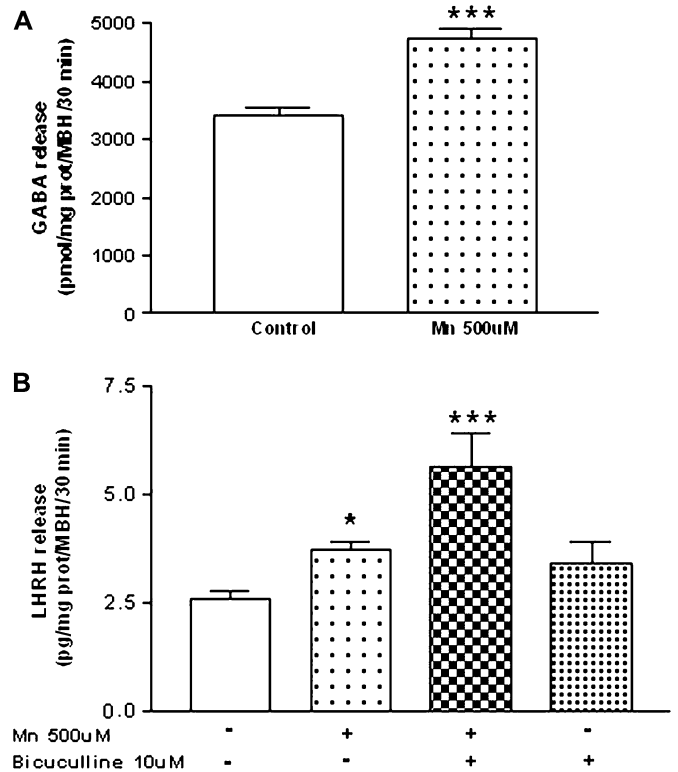 A
GABA release
(pmol/mg prot/MBH/30 min)
5000
4000
3000
2000
1000
0
***
Control
Mn 500uM
B
LHRH release
(pg/mg prot/MBH/30 min)
7.5
5.0
2.5
0.0
*
***
Mn 500uM - + + -
Bicuculline 10uM - - + +